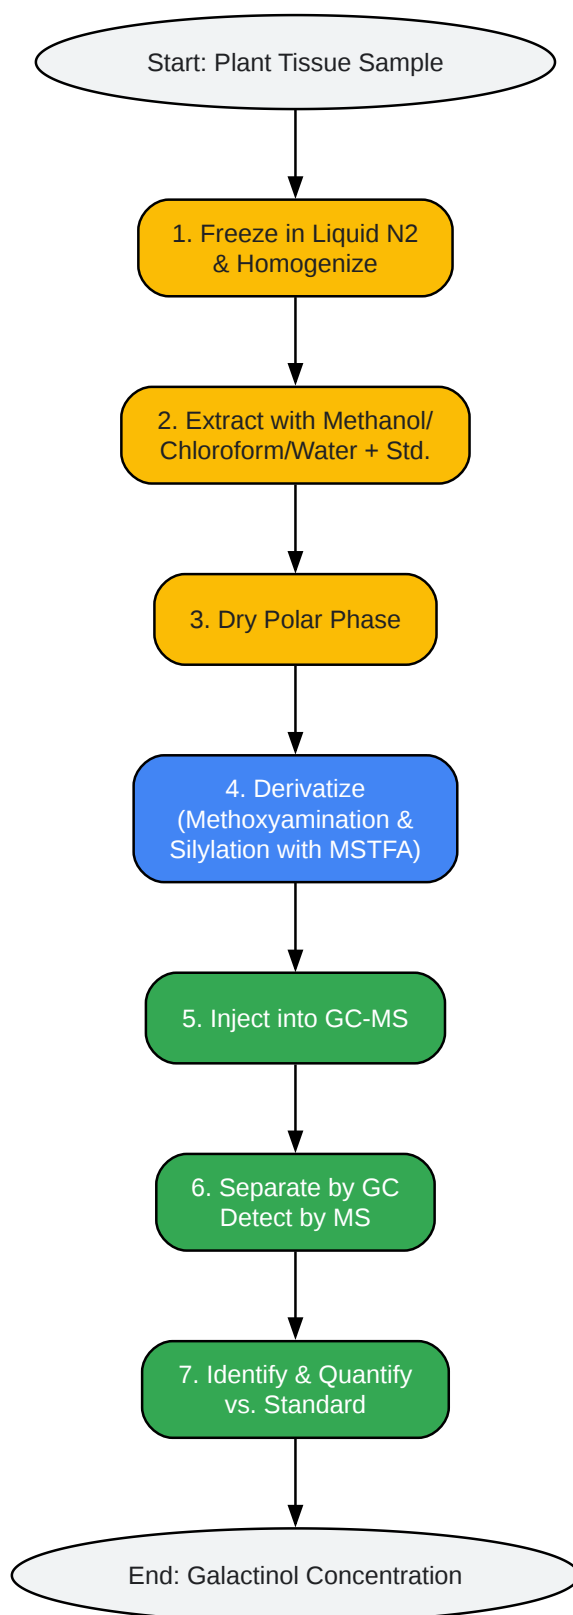 Start: Plant Tissue Sample
1. Freeze in Liquid N2
& Homogenize
2. Extract with Methanol/
Chloroform/Water + Std.
3. Dry Polar Phase
4. Derivatize
(Methoxyamination &
Silylation with MSTFA)
5. Inject into GC-MS
6. Separate by GC
Detect by MS
7. Identify & Quantify
vs. Standard
End: Galactinol Concentration